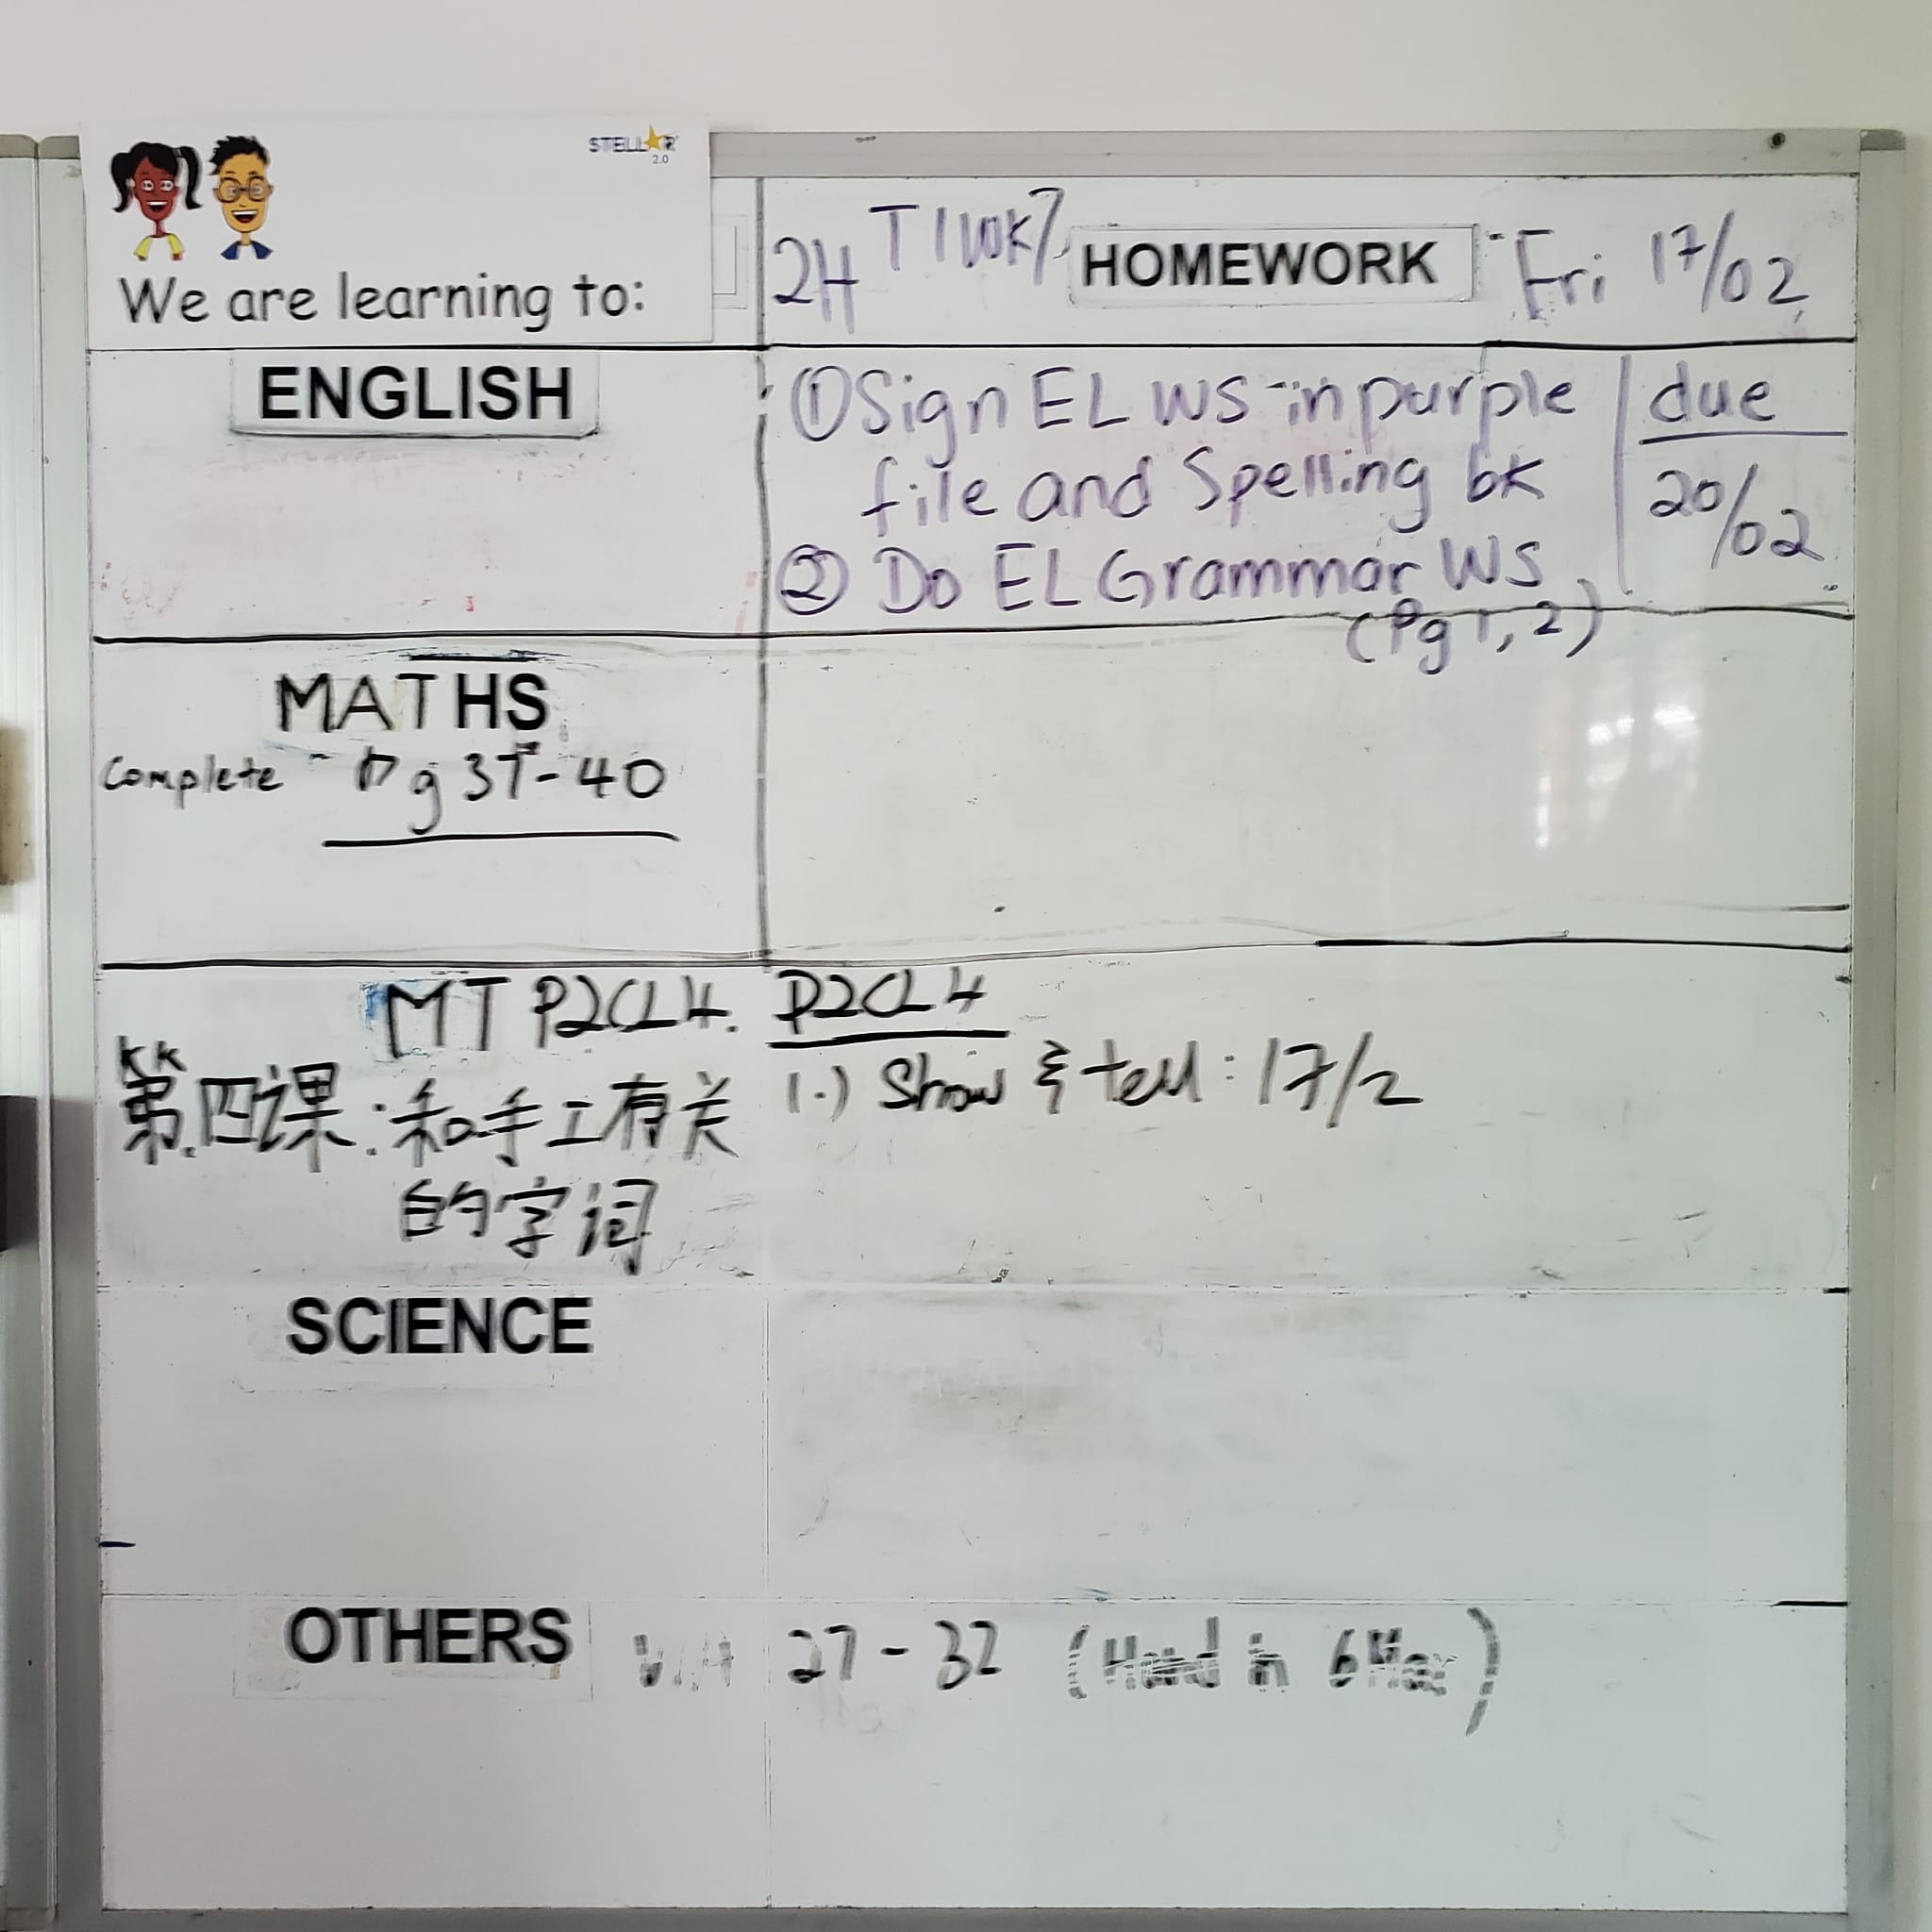 STELLAR
2.0
We are learning to:
2H T1 WK7 HOMEWORK Fri 17/02
ENGLISH
① Sign EL WS in purple
file and Spelling bk
② Do EL Grammar WS
(Pg 1, 2)
due
20/02
MATHS
Complete - Pg 37-40
MT P2CL4.
第四课:和手工有关
的字词
P2CL4
1.) Show & tell : 17/2
SCIENCE
OTHERS
27 - 32 (Hand in 6 Mar)